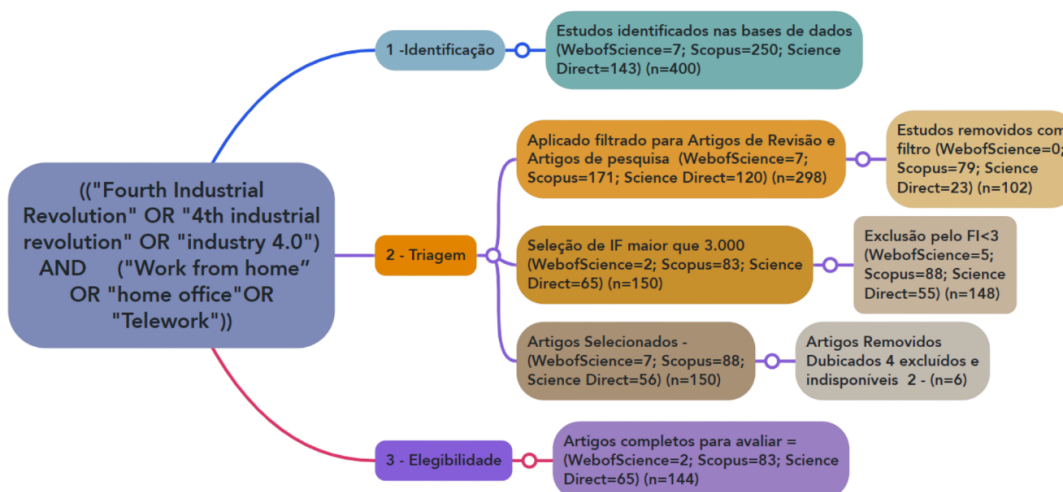 (("Fourth Industrial
Revolution" OR "4th industrial
revolution" OR "industry 4.0")
AND ("Work from home”
OR "home office"OR
"Telework"))
1 -Identificação
Estudos identificados nas bases de dados
(WebofScience=7; Scopus=250; Science
Direct=143) (n=400)
2 - Triagem
Aplicado filtrado para Artigos de Revisão e
Artigos de pesquisa (WebofScience=7;
Scopus=171; Science Direct=120) (n=298)
Estudos removidos com
filtro (WebofScience=0;
Scopus=79; Science
Direct=23) (n=102)
Seleção de IF maior que 3.000
(WebofScience=2; Scopus=83; Science
Direct=65) (n=150)
Exclusão pelo FI<3
(WebofScience=5;
Scopus=88; Science
Direct=55) (n=148)
Artigos Selecionados -
(WebofScience=7; Scopus=88;
Science Direct=56) (n=150)
Artigos Removidos
Dubicados 4 excluídos e
indisponíveis 2 - (n=6)
3 - Elegibilidade
Artigos completos para avaliar =
(WebofScience=2; Scopus=83; Science
Direct=65) (n=144)